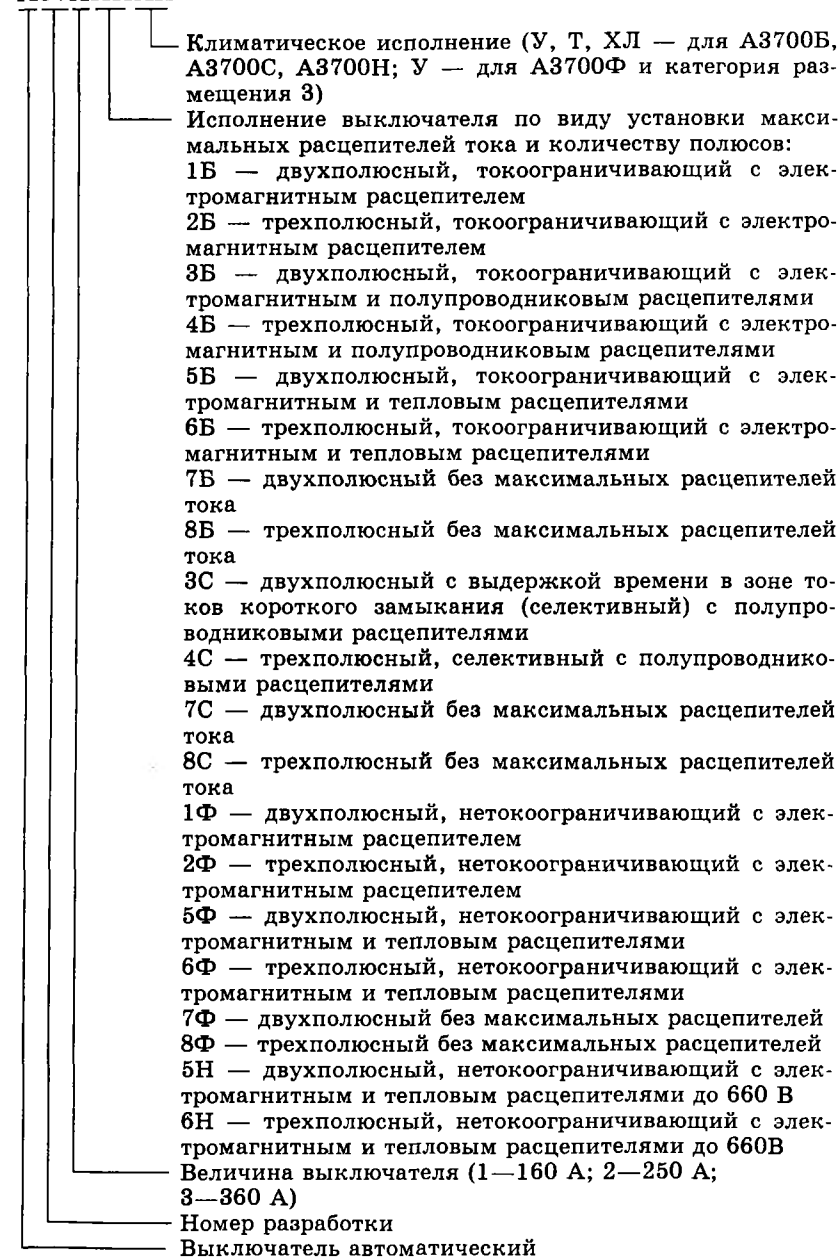 Климатическое исполнение (У, Т, ХЛ — для А3700Б,
А3700С, А3700Н; У — для А3700Ф и категория раз-
мещения 3)
Исполнение выключателя по виду установки макси-
мальных расцепителей тока и количеству полюсов:
1Б — двухполюсный, токоограничивающий с элек-
тромагнитным расцепителем
2Б — трехполюсный, токоограничивающий с электро-
магнитным расцепителем
3Б — двухполюсный, токоограничивающий с элек-
тромагнитным и полупроводниковым расцепителями
4Б — трехполюсный, токоограничивающий с электро-
магнитным и полупроводниковым расцепителями
5Б — двухполюсный, токоограничивающий с элек-
тромагнитным и тепловым расцепителями
6Б — трехполюсный, токоограничивающий с электро-
магнитным и тепловым расцепителями
7Б — двухполюсный без максимальных расцепителей
тока
8Б — трехполюсный без максимальных расцепителей
тока
3С — двухполюсный с выдержкой времени в зоне то-
ков короткого замыкания (селективный) с полупро-
водниковыми расцепителями
4С — трехполюсный, селективный с полупроводнико-
выми расцепителями
7С — двухполюсный без максимальных расцепителей
тока
8С — трехполюсный без максимальных расцепителей
тока
1Ф — двухполюсный, нетокоограничивающий с элек-
тромагнитным расцепителем
2Ф — трехполюсный, нетокоограничивающий с элек-
тромагнитным расцепителем
5Ф — двухполюсный, нетокоограничивающий с элек-
тромагнитным и тепловым расцепителями
6Ф — трехполюсный, нетокоограничивающий с элек-
тромагнитным и тепловым расцепителями
7Ф — двухполюсный без максимальных расцепителей
8Ф — трехполюсный без максимальных расцепителей
5Н — двухполюсный, нетокоограничивающий с элек-
тромагнитным и тепловым расцепителями до 660 В
6Н — трехполюсный, нетокоограничивающий с элек-
тромагнитным и тепловым расцепителями до 660В
Величина выключателя (1—160 А; 2—250 А;
3—360 А)
Номер разработки
Выключатель автоматический